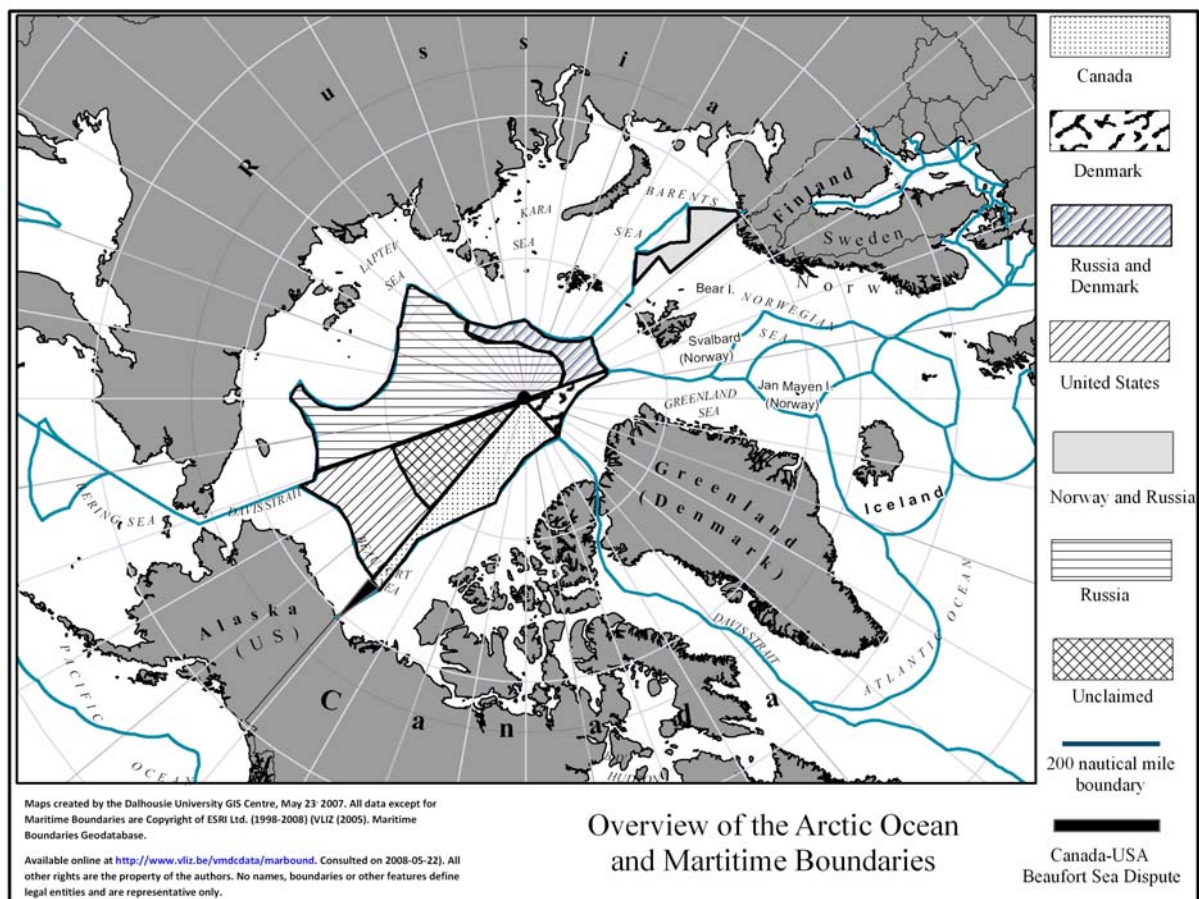 R u s s i a
BARENTS
SEA
KARA
SEA
LAPTEV
SEA
Finland
Sweden
Norway
Bear I.
NORWEGIAN
SEA
Svalbard
(Norway)
Jan Mayen I.
(Norway)
GREENLAND
SEA
Greenland
(Denmark)
Iceland
BERING SEA
DAVIS STRAIT
BEAUFORT
SEA
Alaska
(US)
PACIFIC
OCEAN
C a n a d a
DAVIS STRAIT
ATLANTIC OCEAN
HUDSON
Canada
Denmark
Russia and
Denmark
United States
Norway and Russia
Russia
Unclaimed
200 nautical mile
boundary
Canada-USA
Beaufort Sea Dispute
Maps created by the Dalhousie University GIS Centre, May 23, 2007. All data except for
Maritime Boundaries are Copyright of ESRI Ltd. (1998-2008) (VLIZ (2005). Maritime
Boundaries Geodatabase.
Available online at http://www.vliz.be/vmdcdata/marbound. Consulted on 2008-05-22). All
other rights are the property of the authors. No names, boundaries or other features define
legal entities and are representative only.
Overview of the Arctic Ocean
and Martitime Boundaries